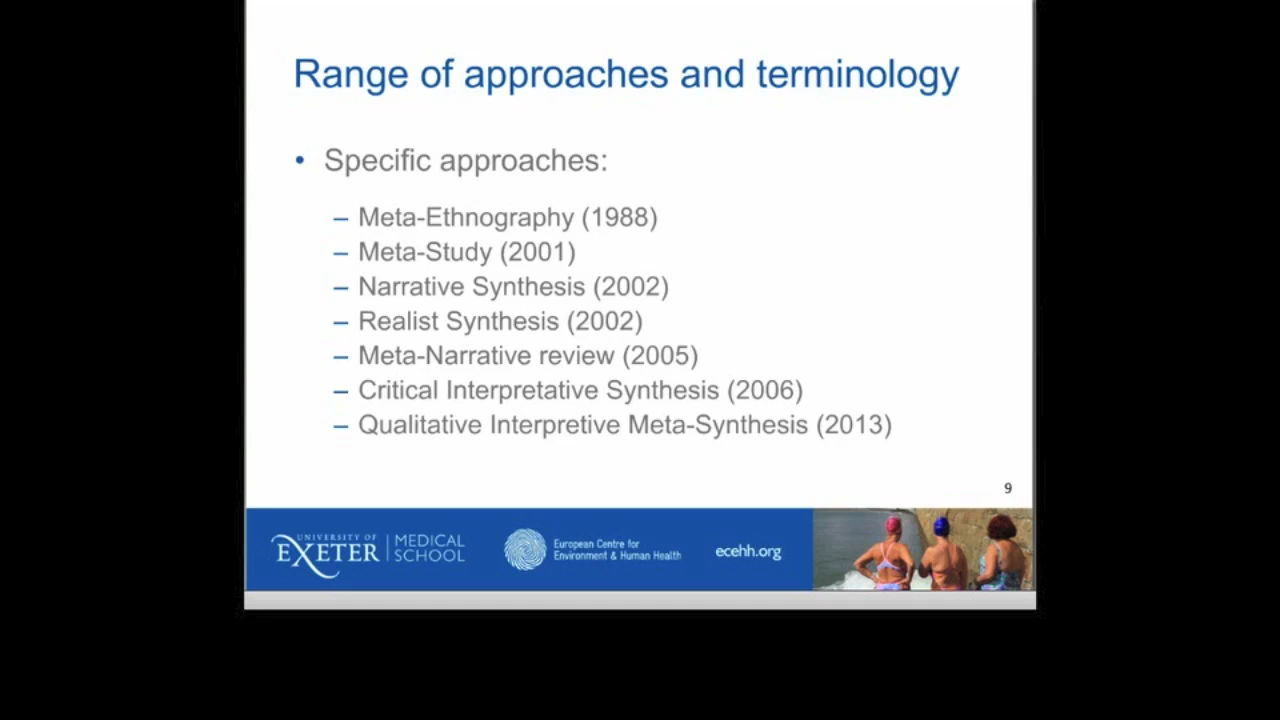 Range of approaches and terminology
• Specific approaches:
– Meta-Ethnography (1988)
– Meta-Study (2001)
– Narrative Synthesis (2002)
– Realist Synthesis (2002)
– Meta-Narrative review (2005)
– Critical Interpretative Synthesis (2006)
– Qualitative Interpretive Meta-Synthesis (2013)
9
UNIVERSITY OF
EXETER
MEDICAL
SCHOOL
European Centre for
Environment & Human Health
ecehh.org